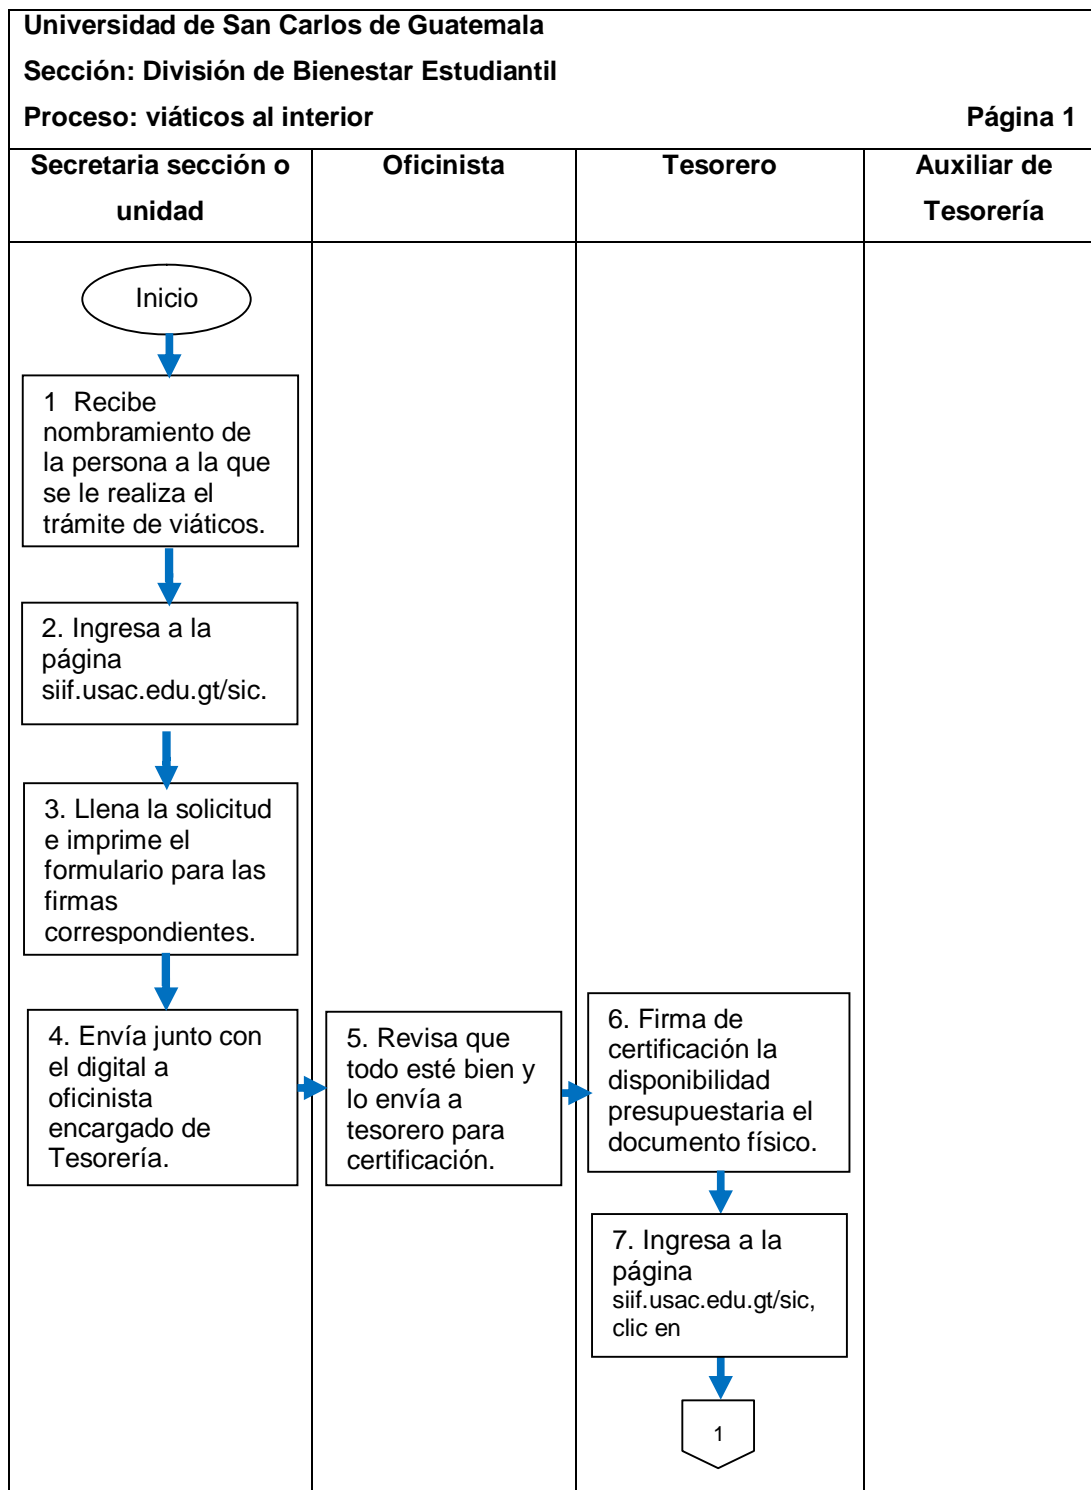 Universidad de San Carlos de Guatemala
Sección: División de Bienestar Estudiantil
Proceso: viáticos al interior Página 1
Secretaria sección o
unidad
Oficinista
Tesorero
Auxiliar de
Tesorería
Inicio
1 Recibe
nombramiento de
la persona a la que
se le realiza el
trámite de viáticos.
2. Ingresa a la
página
siif.usac.edu.gt/sic.
3. Llena la solicitud
e imprime el
formulario para las
firmas
correspondientes.
4. Envía junto con
el digital a
oficinista
encargado de
Tesorería.
5. Revisa que
todo esté bien y
lo envía a
tesorero para
certificación.
6. Firma de
certificación la
disponibilidad
presupuestaria el
documento físico.
7. Ingresa a la
página
siif.usac.edu.gt/sic,
clic en
1